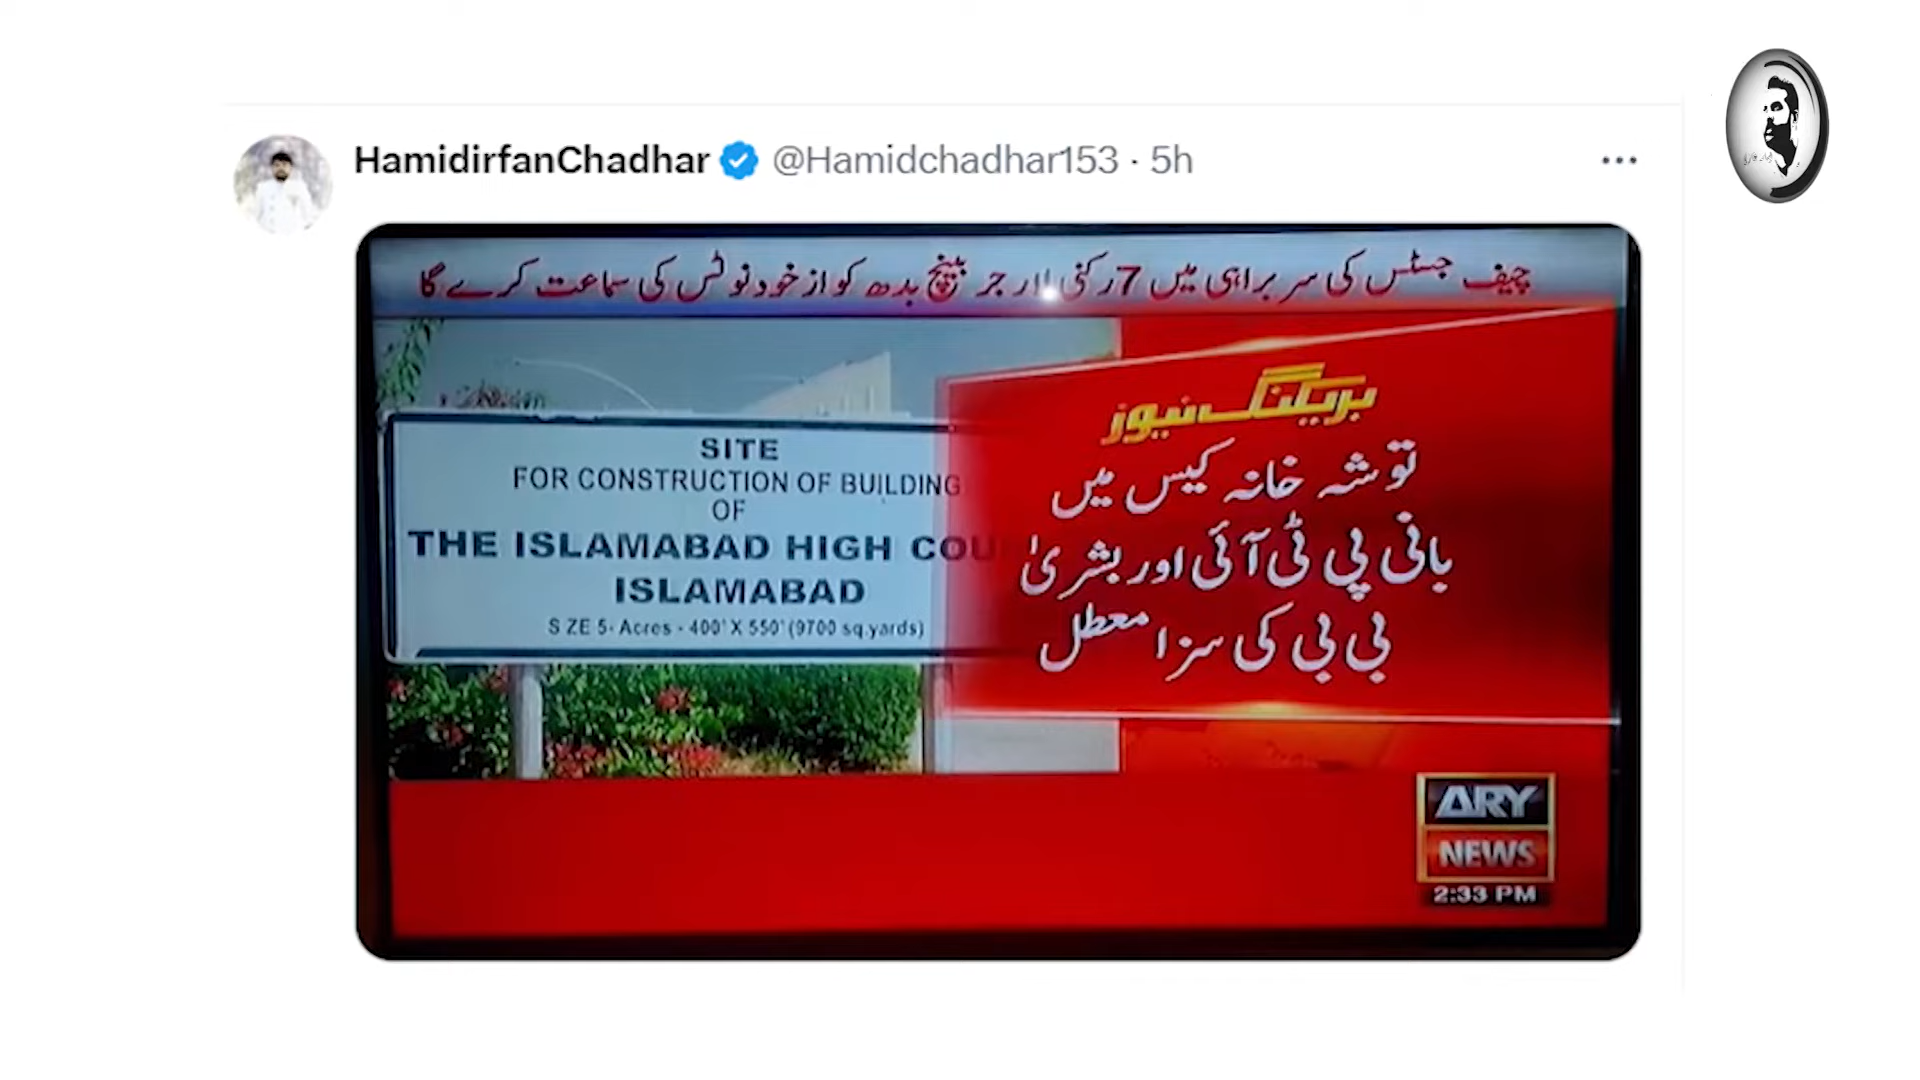 HamidirfanChadhar @Hamidchadhar153 · 5h
چیف جسٹس کی سربراہی میں 7 رکنی لارجر بینچ بدھ کو از خود نوٹس کی سماعت کرے گا
SITE
FOR CONSTRUCTION OF BUILDING
OF
THE ISLAMABAD HIGH COU
ISLAMABAD
SIZE 5- Acres - 400' X 550' (9700 sq.yards)
بریکنگ نیوز
توشہ خانہ کیس میں
بانی پی ٹی آئی اور بشریٰ
بی بی کی سزا معطل
ARY
NEWS
2:33 PM